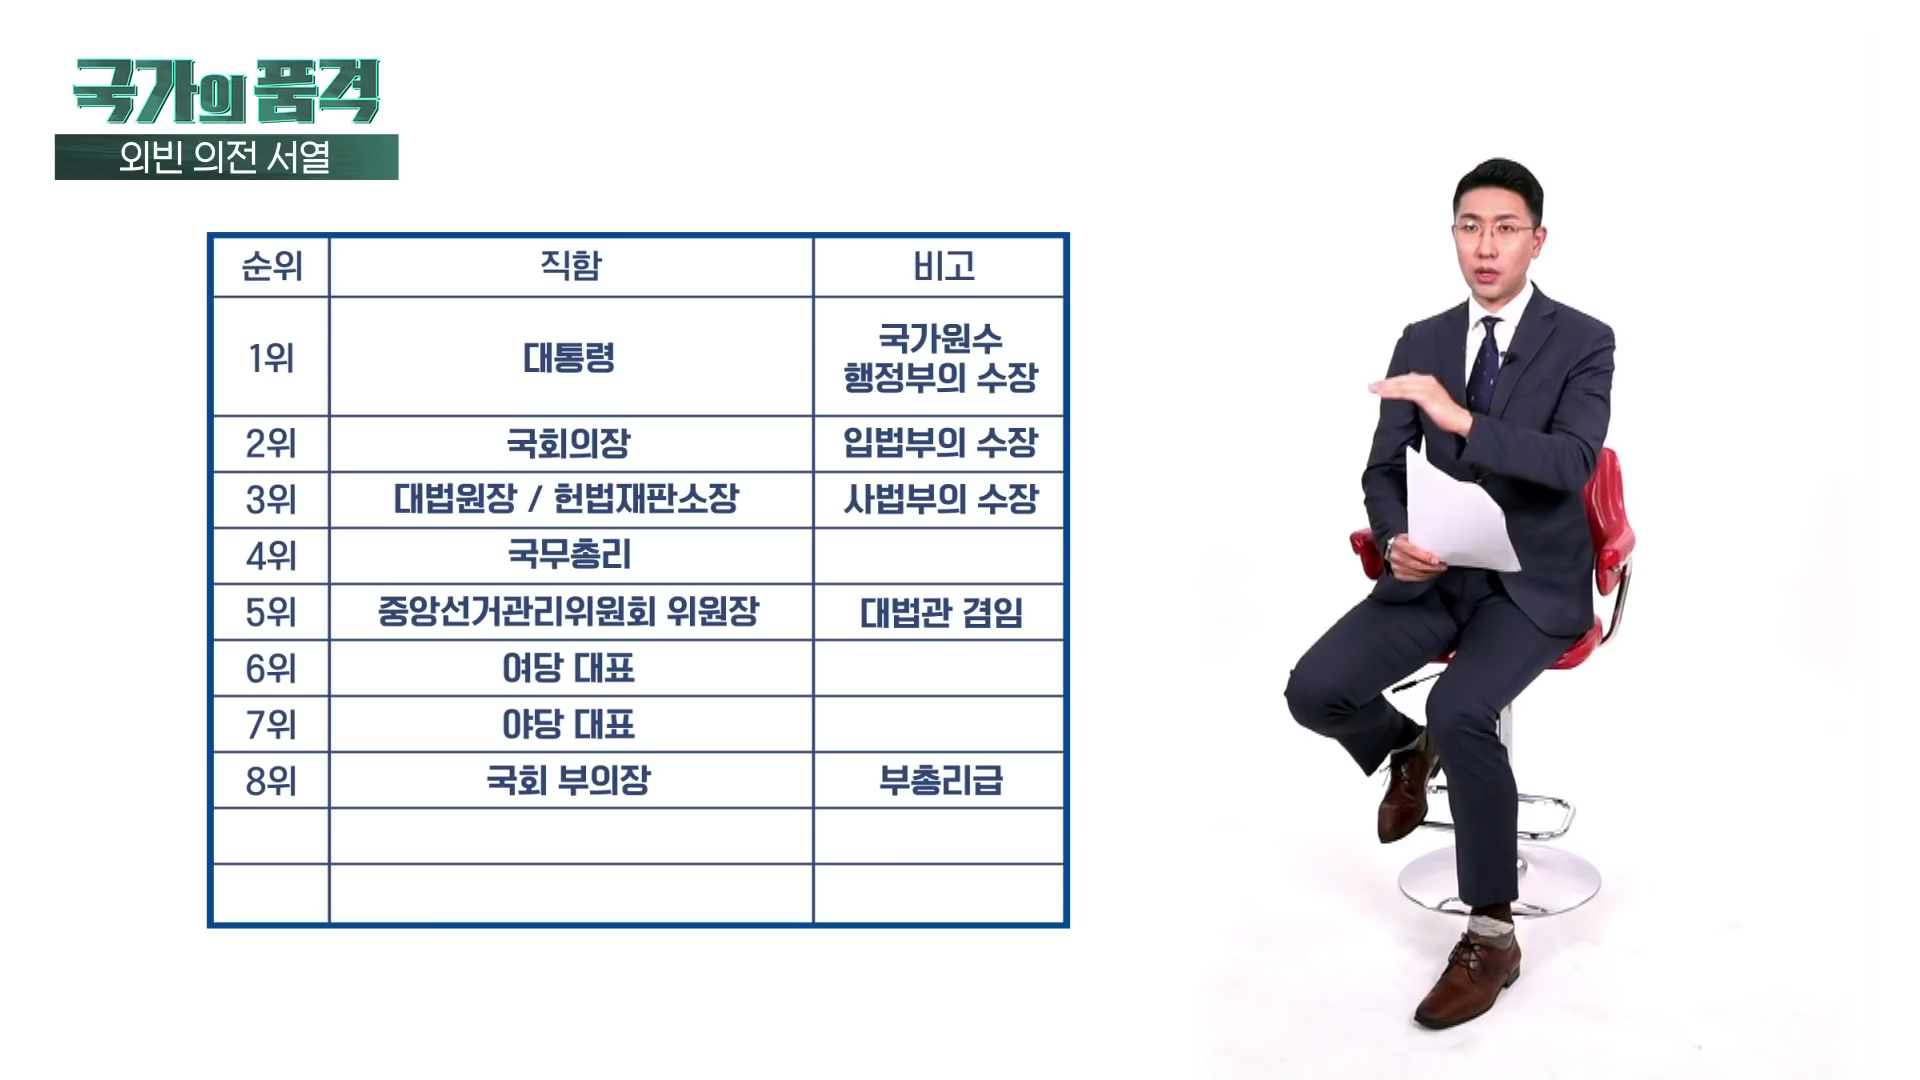 국가의 품격
외빈 의전 서열
순위 직함 비고
1위 대통령 국가원수
행정부의 수장
2위 국회의장 입법부의 수장
3위 대법원장 / 헌법재판소장 사법부의 수장
4위 국무총리
5위 중앙선거관리위원회 위원장 대법관 겸임
6위 여당 대표
7위 야당 대표
8위 국회 부의장 부총리급